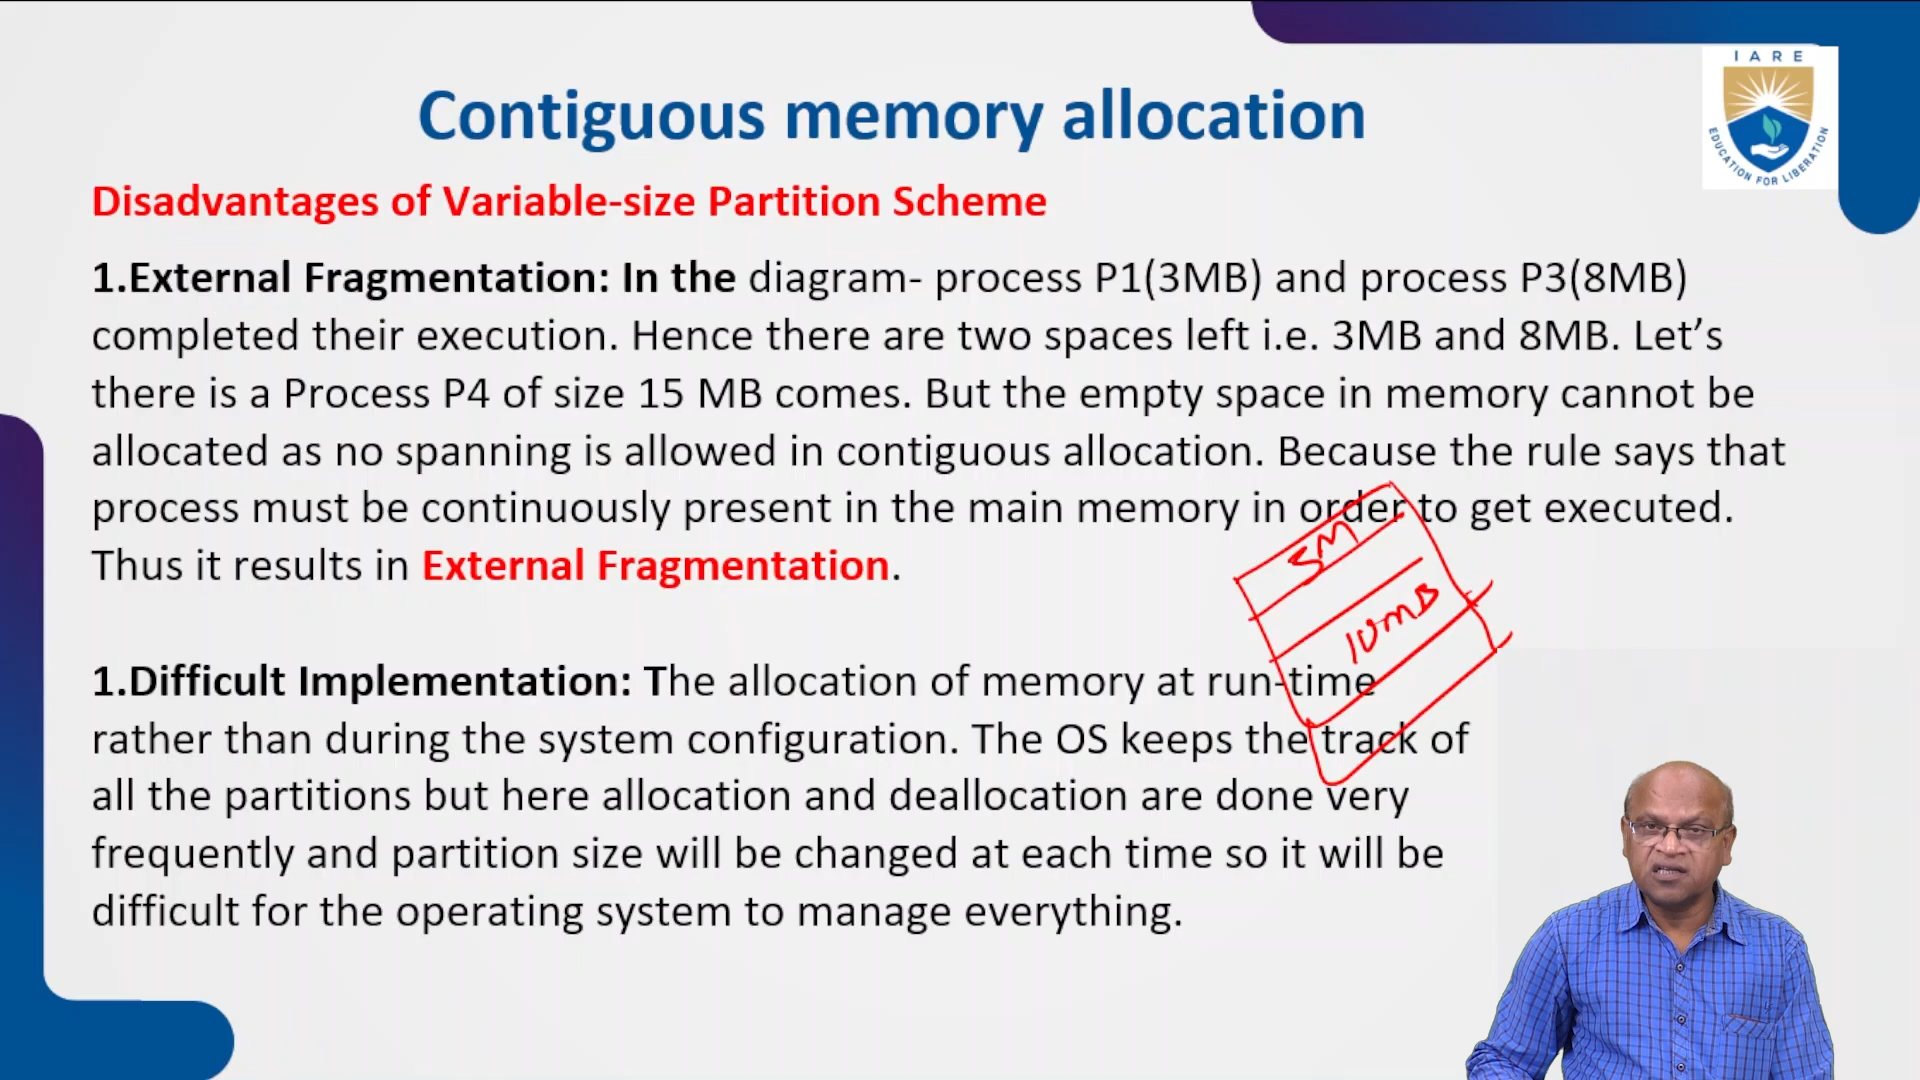 IARE
EDUCATION FOR LIBERATION
Contiguous memory allocation
Disadvantages of Variable-size Partition Scheme
1.External Fragmentation: In the diagram- process P1(3MB) and process P3(8MB)
completed their execution. Hence there are two spaces left i.e. 3MB and 8MB. Let’s
there is a Process P4 of size 15 MB comes. But the empty space in memory cannot be
allocated as no spanning is allowed in contiguous allocation. Because the rule says that
process must be continuously present in the main memory in order to get executed.
Thus it results in External Fragmentation.
5M
10MB
1.Difficult Implementation: The allocation of memory at run-time
rather than during the system configuration. The OS keeps the track of
all the partitions but here allocation and deallocation are done very
frequently and partition size will be changed at each time so it will be
difficult for the operating system to manage everything.